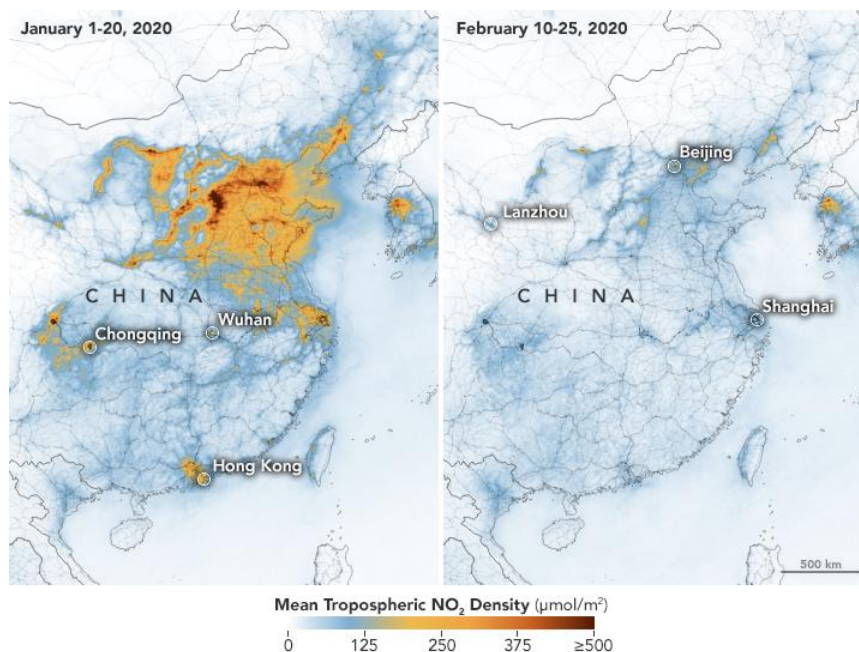 January 1-20, 2020
CHINA
Chongqing
Wuhan
Hong Kong
February 10-25, 2020
Beijing
Lanzhou
CHINA
Shanghai
500 km
Mean Tropospheric NO₂ Density (μmol/m²)
0 125 250 375 ≥500